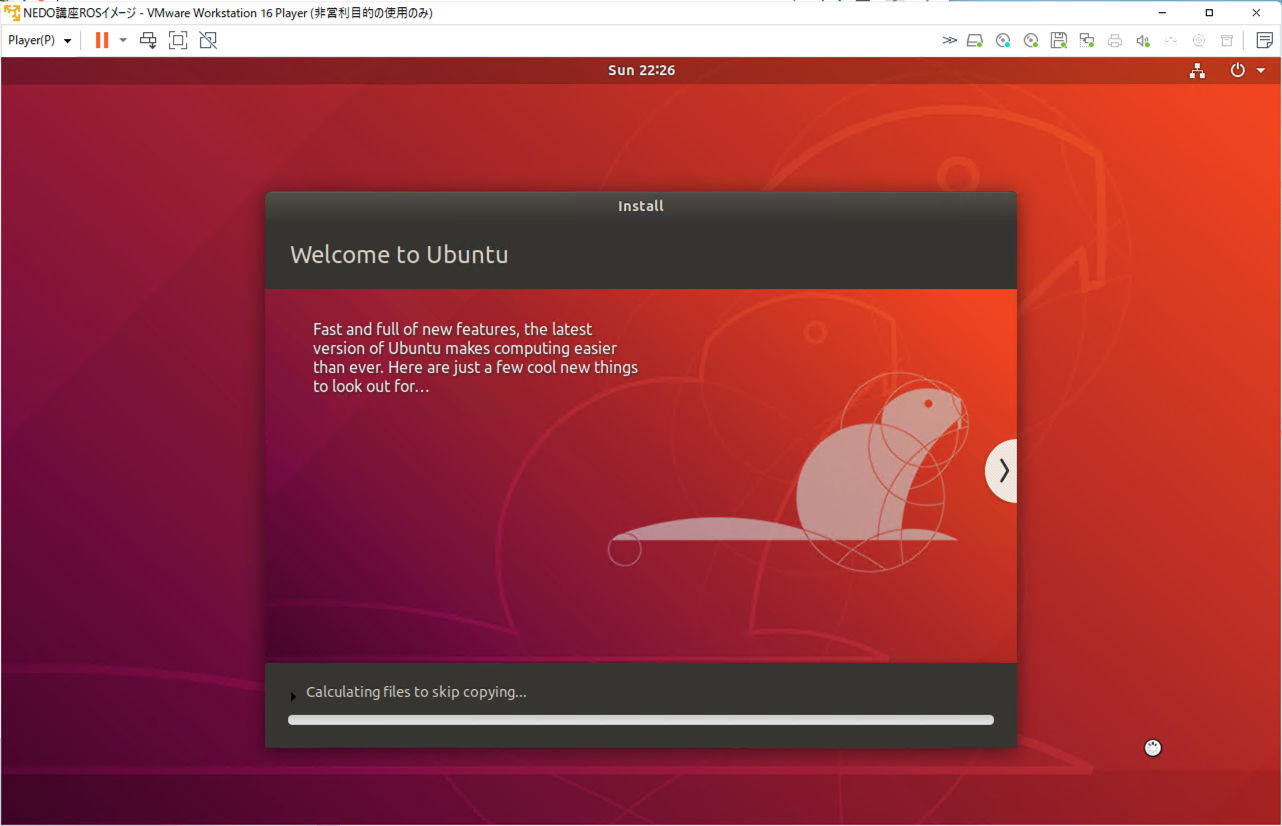 NEDO講座ROSイメージ - VMware Workstation 16 Player (非営利目的の使用のみ)
Player(P)
Sun 22:26
Install
Welcome to Ubuntu
Fast and full of new features, the latest
version of Ubuntu makes computing easier
than ever. Here are just a few cool new things
to look out for…
Calculating files to skip copying...